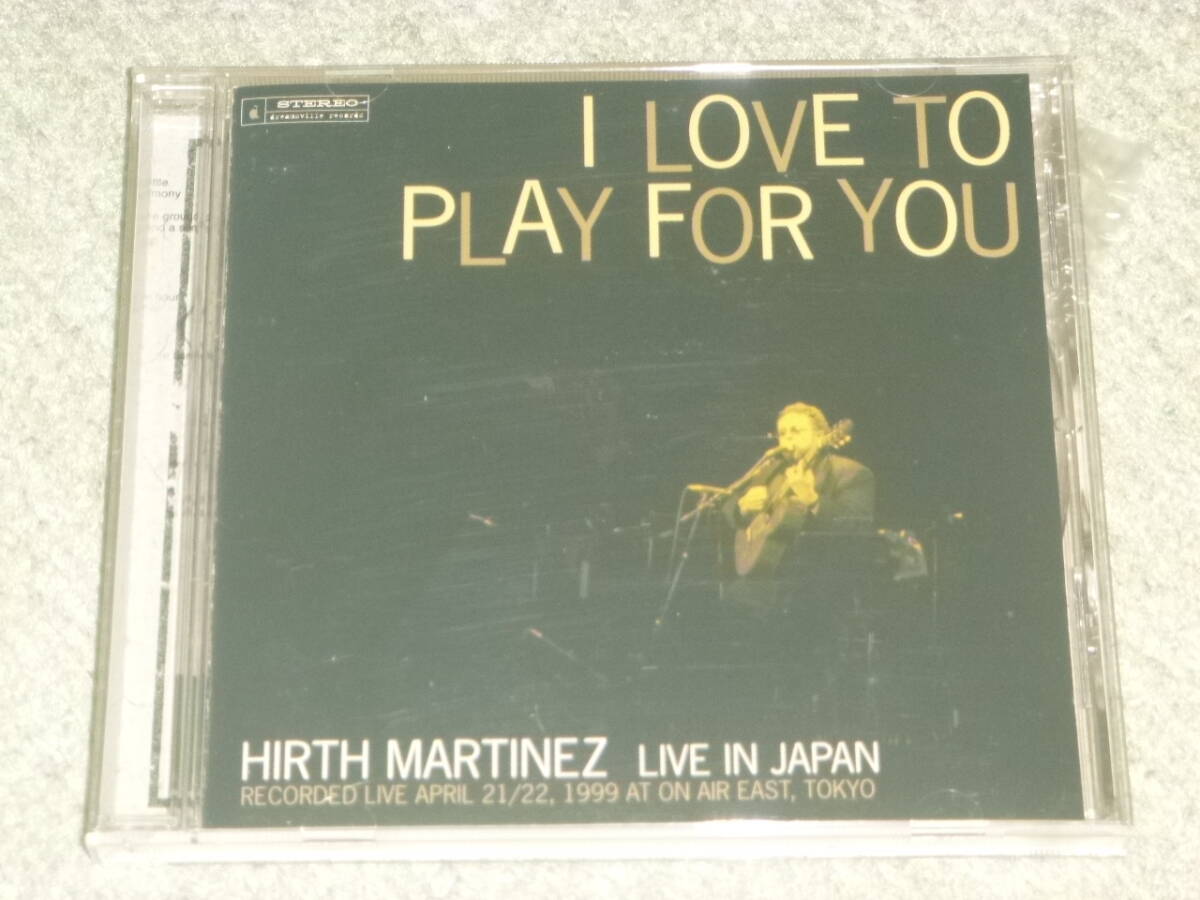 STEREO
dreamsville records
I LOVE TO
PLAY FOR YOU
HIRTH MARTINEZ LIVE IN JAPAN
RECORDED LIVE APRIL 21/22, 1999 AT ON AIR EAST, TOKYO